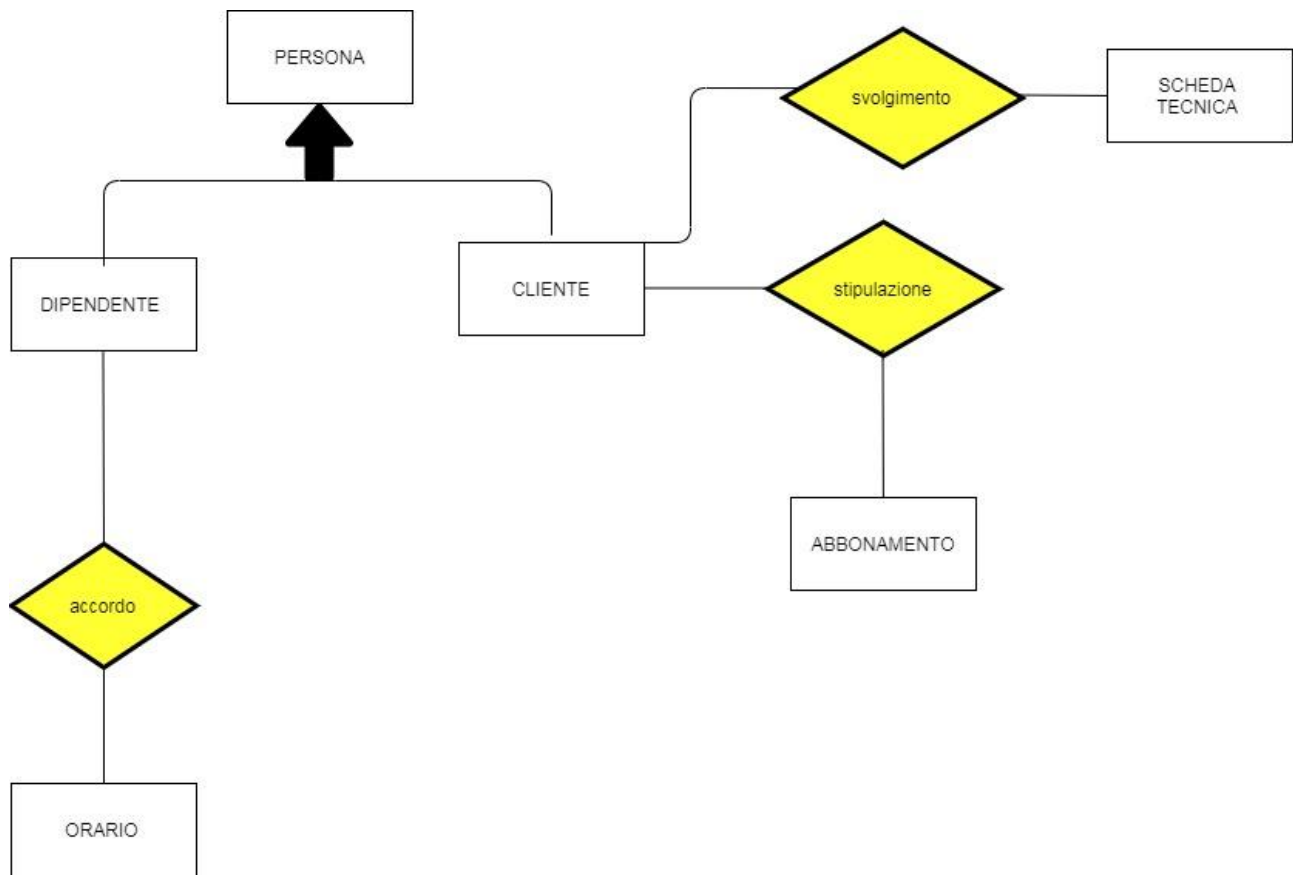 PERSONA
svolgimento
SCHEDA
TECNICA
DIPENDENTE
CLIENTE
stipulazione
ABBONAMENTO
accordo
ORARIO